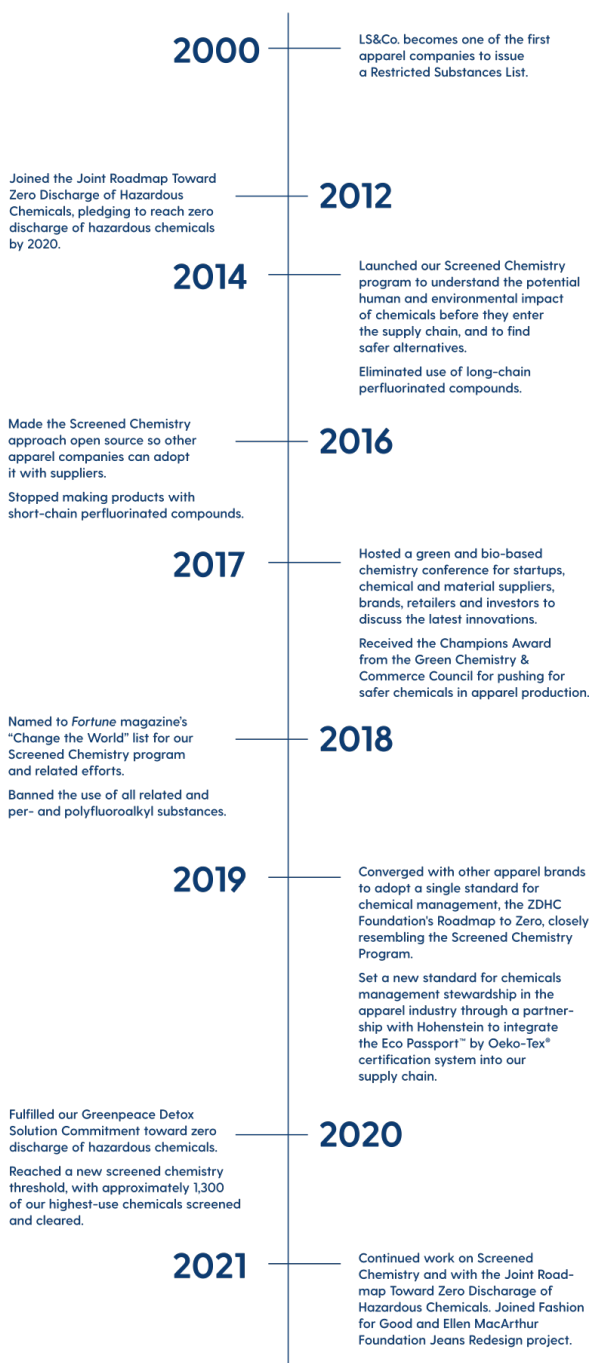 2000
LS&Co. becomes one of the first
apparel companies to issue
a Restricted Substances List.
Joined the Joint Roadmap Toward
Zero Discharge of Hazardous
Chemicals, pledging to reach zero
discharge of hazardous chemicals
by 2020.
2012
2014
Launched our Screened Chemistry
program to understand the potential
human and environmental impact
of chemicals before they enter
the supply chain, and to find
safer alternatives.
Eliminated use of long-chain
perfluorinated compounds.
Made the Screened Chemistry
approach open source so other
apparel companies can adopt
it with suppliers.
Stopped making products with
short-chain perfluorinated compounds.
2016
2017
Hosted a green and bio-based
chemistry conference for startups,
chemical and material suppliers,
brands, retailers and investors to
discuss the latest innovations.
Received the Champions Award
from the Green Chemistry &
Commerce Council for pushing for
safer chemicals in apparel production.
Named to Fortune magazine's
“Change the World” list for our
Screened Chemistry program
and related efforts.
Banned the use of all related and
per- and polyfluoroalkyl substances.
2018
2019
Converged with other apparel brands
to adopt a single standard for
chemical management, the ZDHC
Foundation's Roadmap to Zero, closely
resembling the Screened Chemistry
Program.
Set a new standard for chemicals
management stewardship in the
apparel industry through a partner-
ship with Hohenstein to integrate
the Eco Passport™ by Oeko-Tex®
certification system into our
supply chain.
Fulfilled our Greenpeace Detox
Solution Commitment toward zero
discharge of hazardous chemicals.
Reached a new screened chemistry
threshold, with approximately 1,300
of our highest-use chemicals screened
and cleared.
2020
2021
Continued work on Screened
Chemistry and with the Joint Road-
map Toward Zero Discharage of
Hazardous Chemicals. Joined Fashion
for Good and Ellen MacArthur
Foundation Jeans Redesign project.